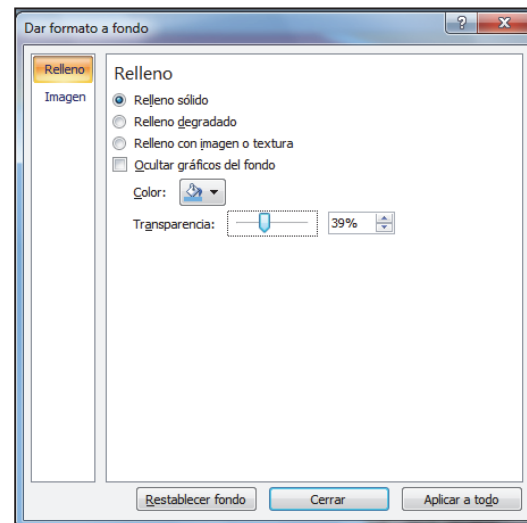 Dar formato a fondo
Relleno
Imagen
Relleno
Relleno sólido
Relleno degradado
Relleno con imagen o textura
Ocultar gráficos del fondo
Color:
Transparencia: 39%
Restablecer fondo Cerrar Aplicar a todo